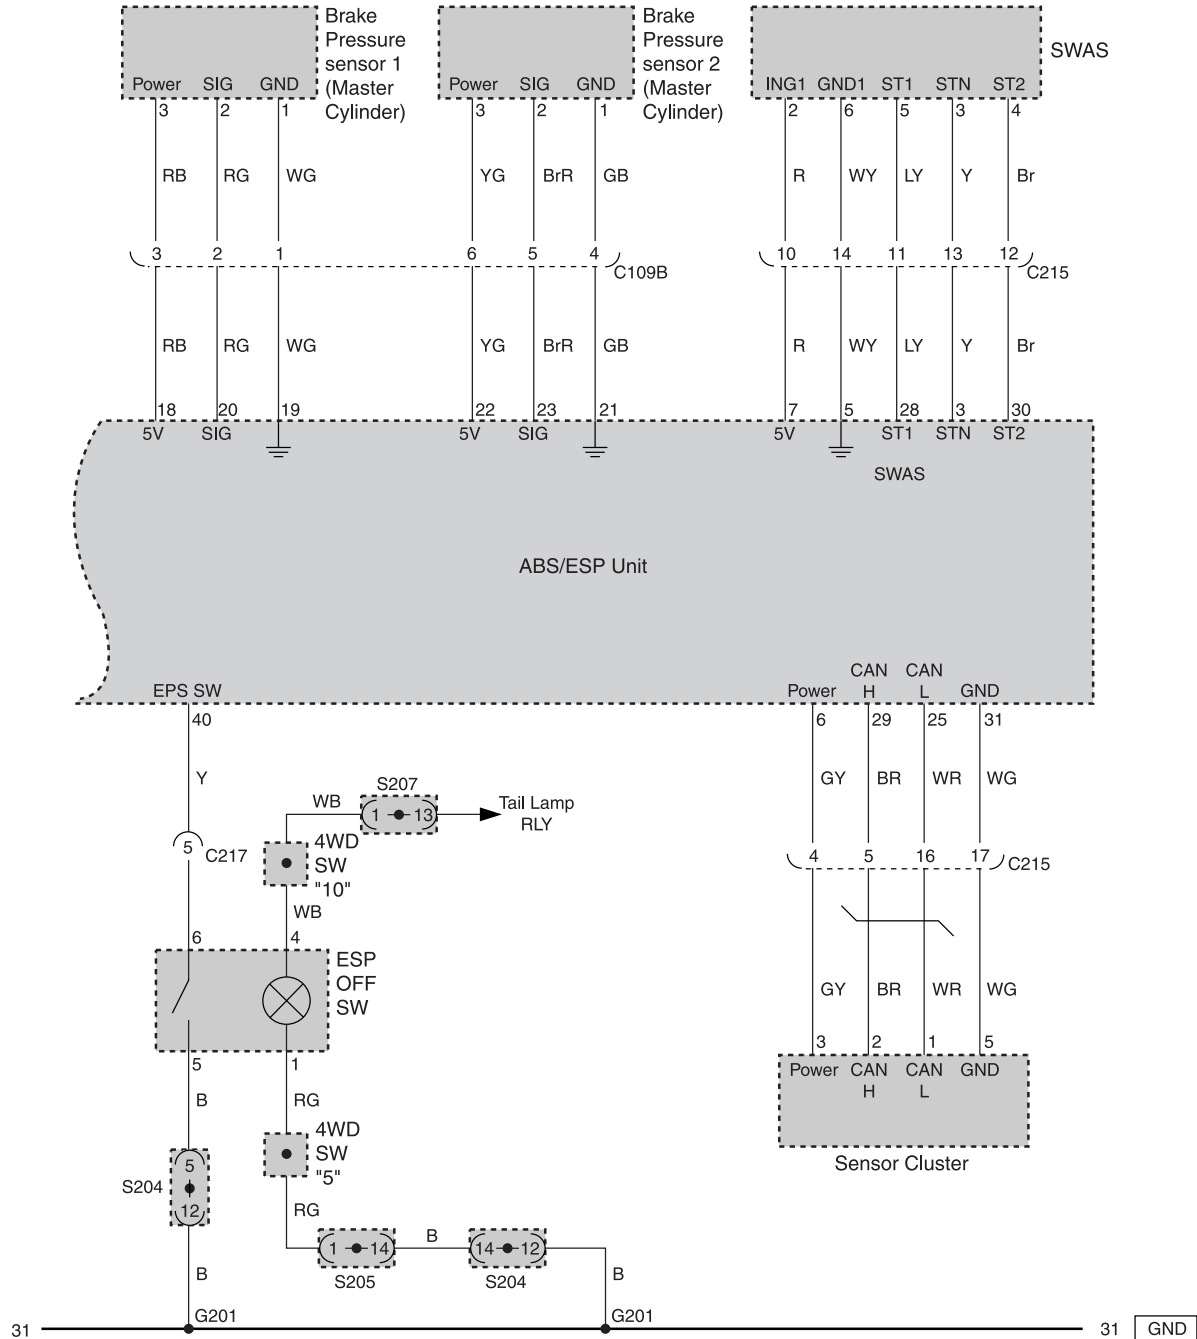 Brake
Pressure
sensor 1
(Master
Cylinder)
Brake
Pressure
sensor 2
(Master
Cylinder)
SWAS
Power SIG GND
Power SIG GND
ING1 GND1 ST1 STN ST2
3 2 1 3 2 1 2 6 5 3 4
RB RG WG YG BrR GB R WY LY Y Br
3 2 1 6 5 4 C109B
10 14 11 13 12 C215
RB RG WG YG BrR GB R WY LY Y Br
18 20 19 22 23 21 7 5 28 3 30
5V SIG 5V SIG 5V ST1 STN ST2
SWAS
ABS/ESP Unit
EPS SW
Power CAN H CAN L GND
40 6 29 25 31
Y GY BR WR WG
S207
WB 1 13 Tail Lamp
RLY
5 C217
4WD
SW
"10"
4 5 16 17 C215
WB
6 4
ESP
OFF
SW
GY BR WR WG
5 1 3 2 1 5
Power CAN H CAN L GND
Sensor Cluster
B RG
4WD
SW
"5"
S204 5 12
RG
1 14 B 14 12
S205 S204
B B
G201 G201
31 31 GND